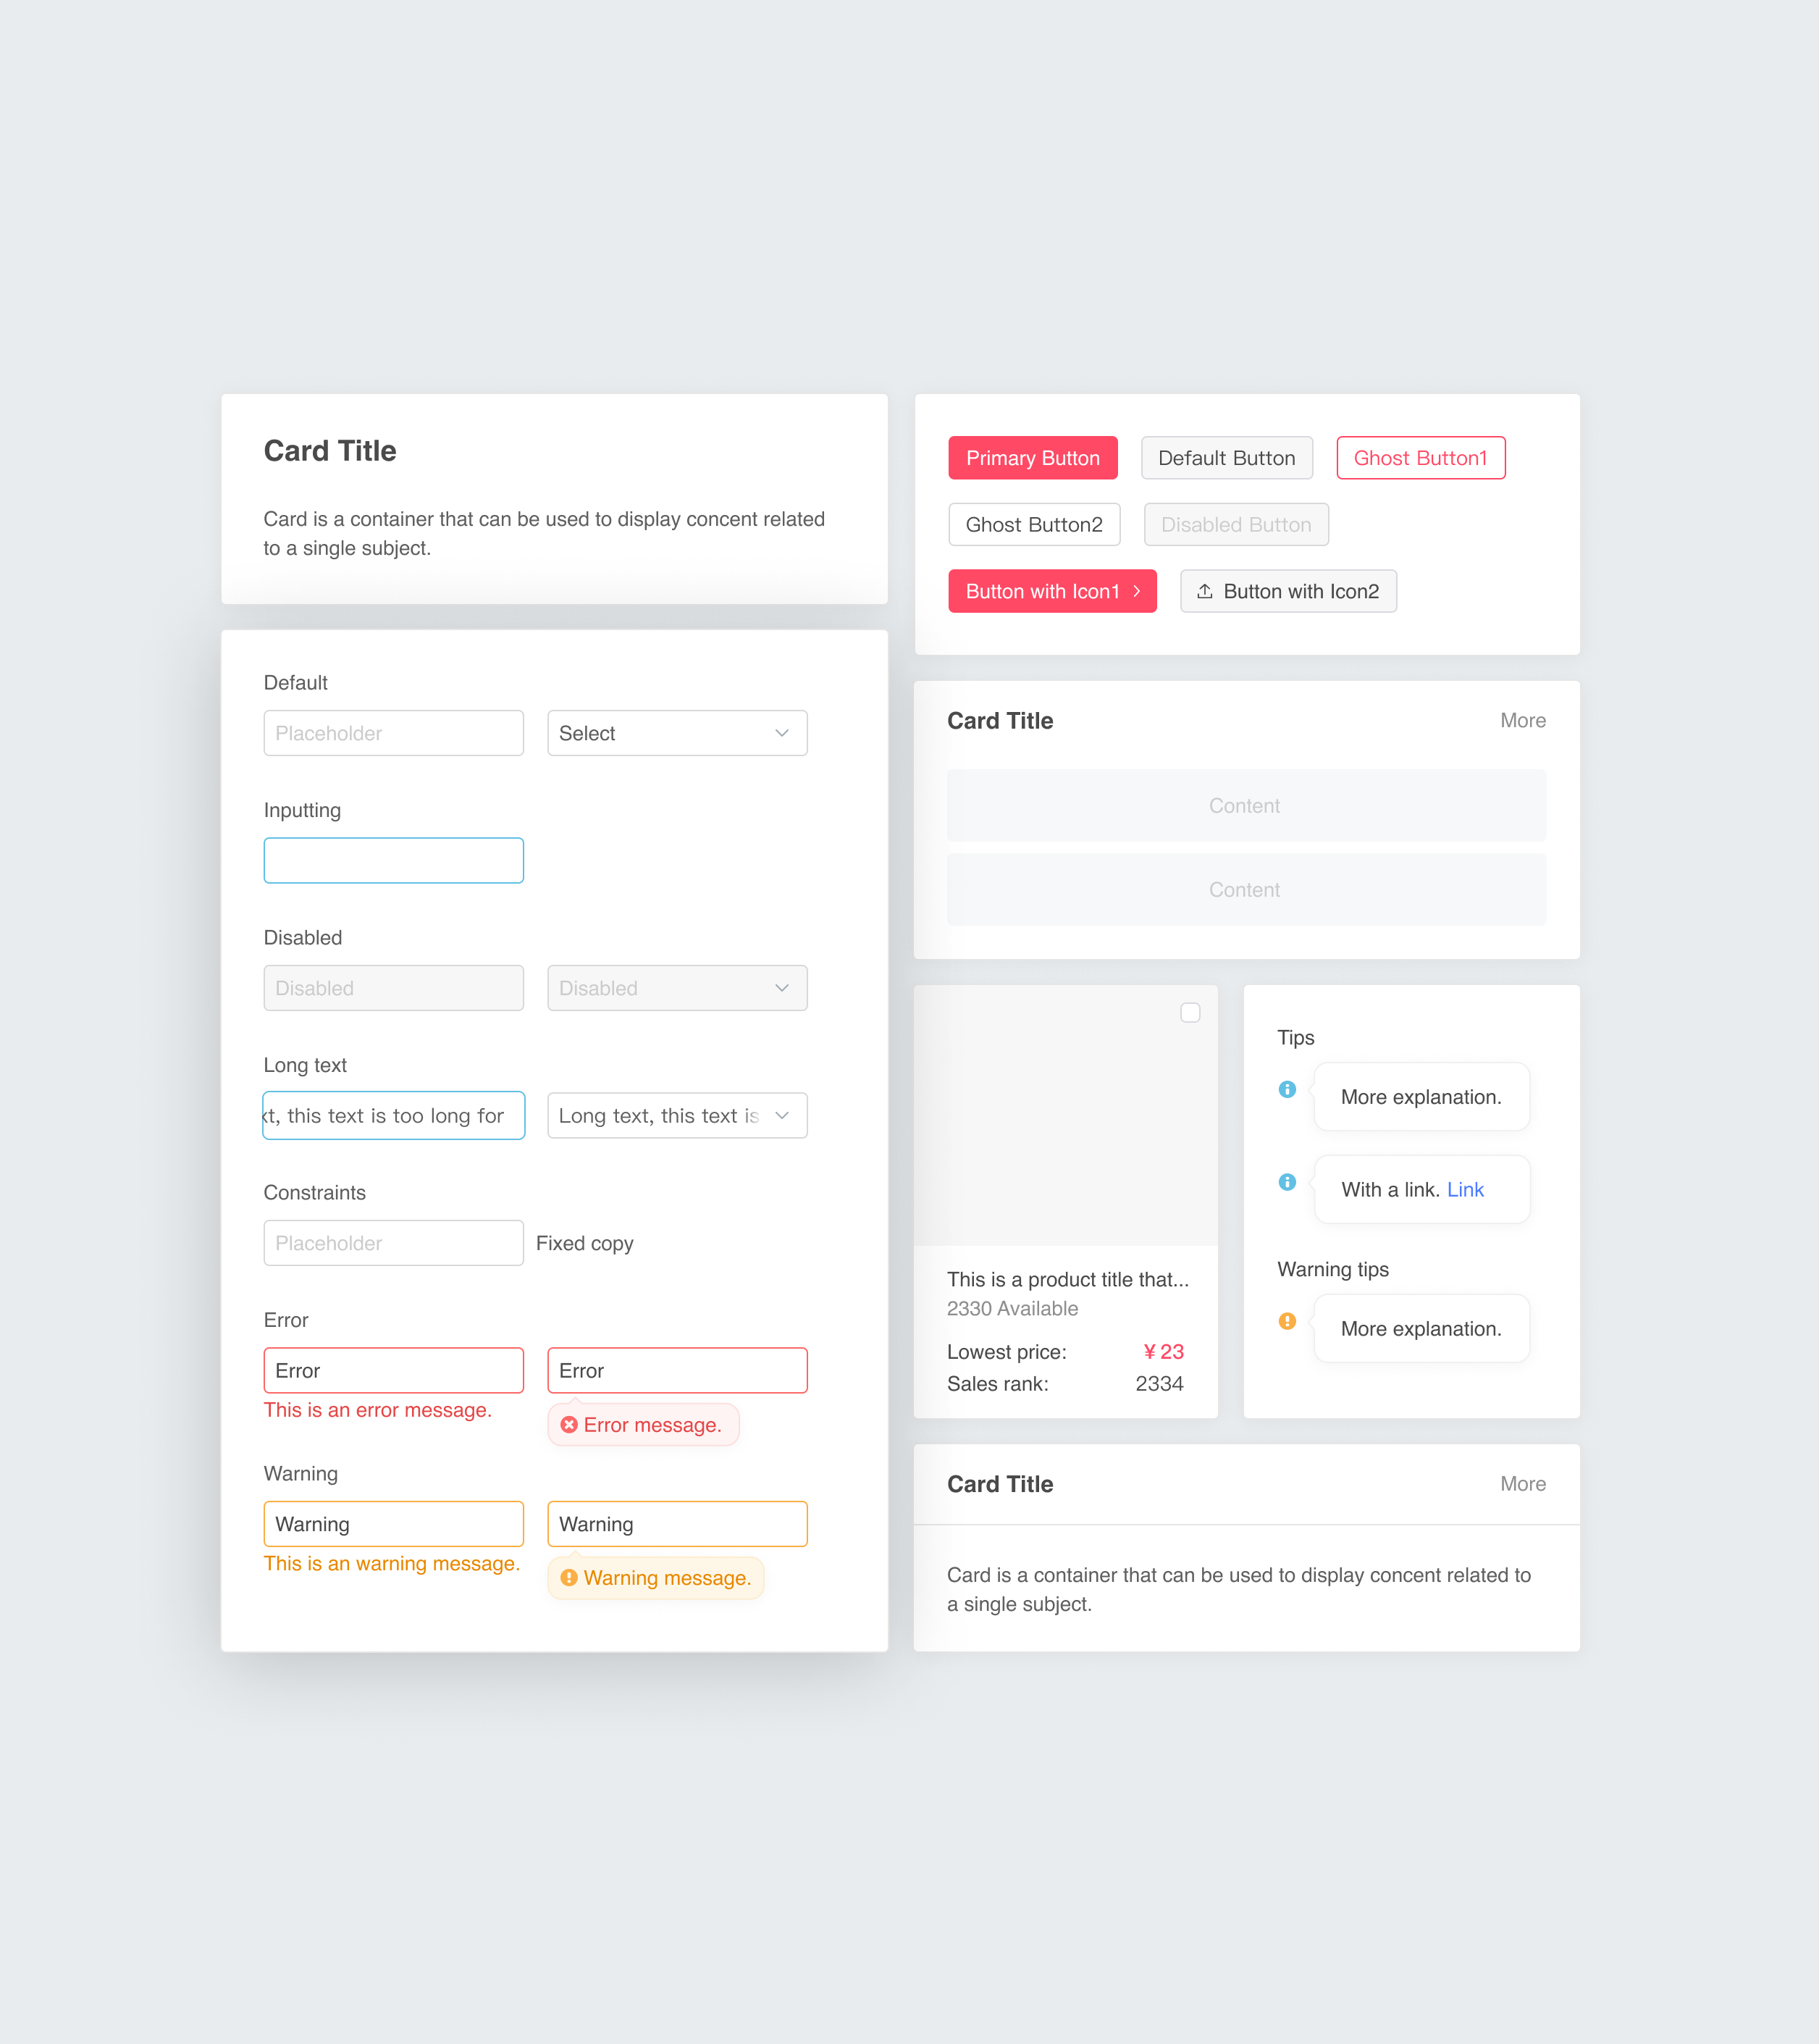 Card Title
Card is a container that can be used to display concent related
to a single subject.
Default
Placeholder
Select
Inputting
Disabled
Disabled
Disabled
Long text
xt, this text is too long for
Long text, this text is
Constraints
Placeholder
Fixed copy
Error
Error
Error
This is an error message.
Error message.
Warning
Warning
Warning
This is an warning message.
Warning message.
Primary Button
Default Button
Ghost Button1
Ghost Button2
Disabled Button
Button with Icon1
Button with Icon2
Card Title
More
Content
Content
This is a product title that...
2330 Available
Lowest price:
¥ 23
Sales rank:
2334
Tips
More explanation.
With a link. Link
Warning tips
More explanation.
Card Title
More
Card is a container that can be used to display concent related to
a single subject.